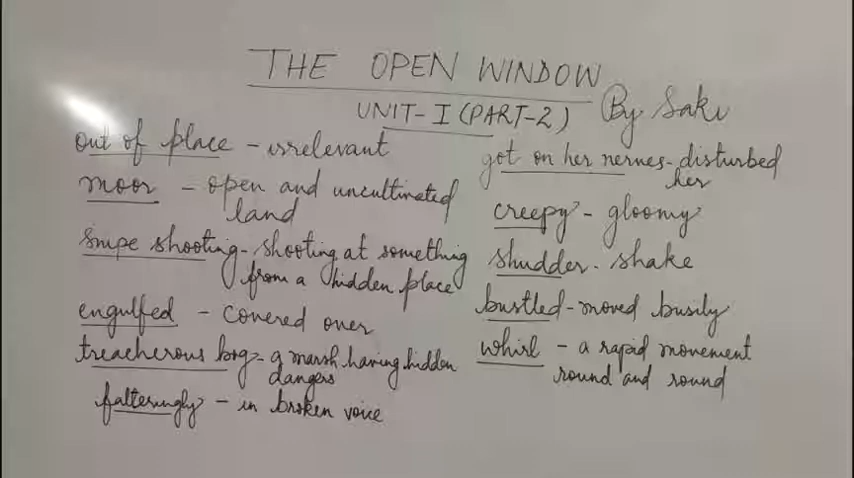 THE OPEN WINDOW
UNIT-I (PART-2) By Saki
out of place - irrelevant
moor - open and uncultivated
land
snipe shooting - shooting at something
from a hidden place
engulfed - covered over
treacherous bog - a marsh having hidden
dangers
falteringly - in broken voice
got on her nerves - disturbed
her
creepy - gloomy
shudder - shake
bustled - moved busily
whirl - a rapid movement
round and round